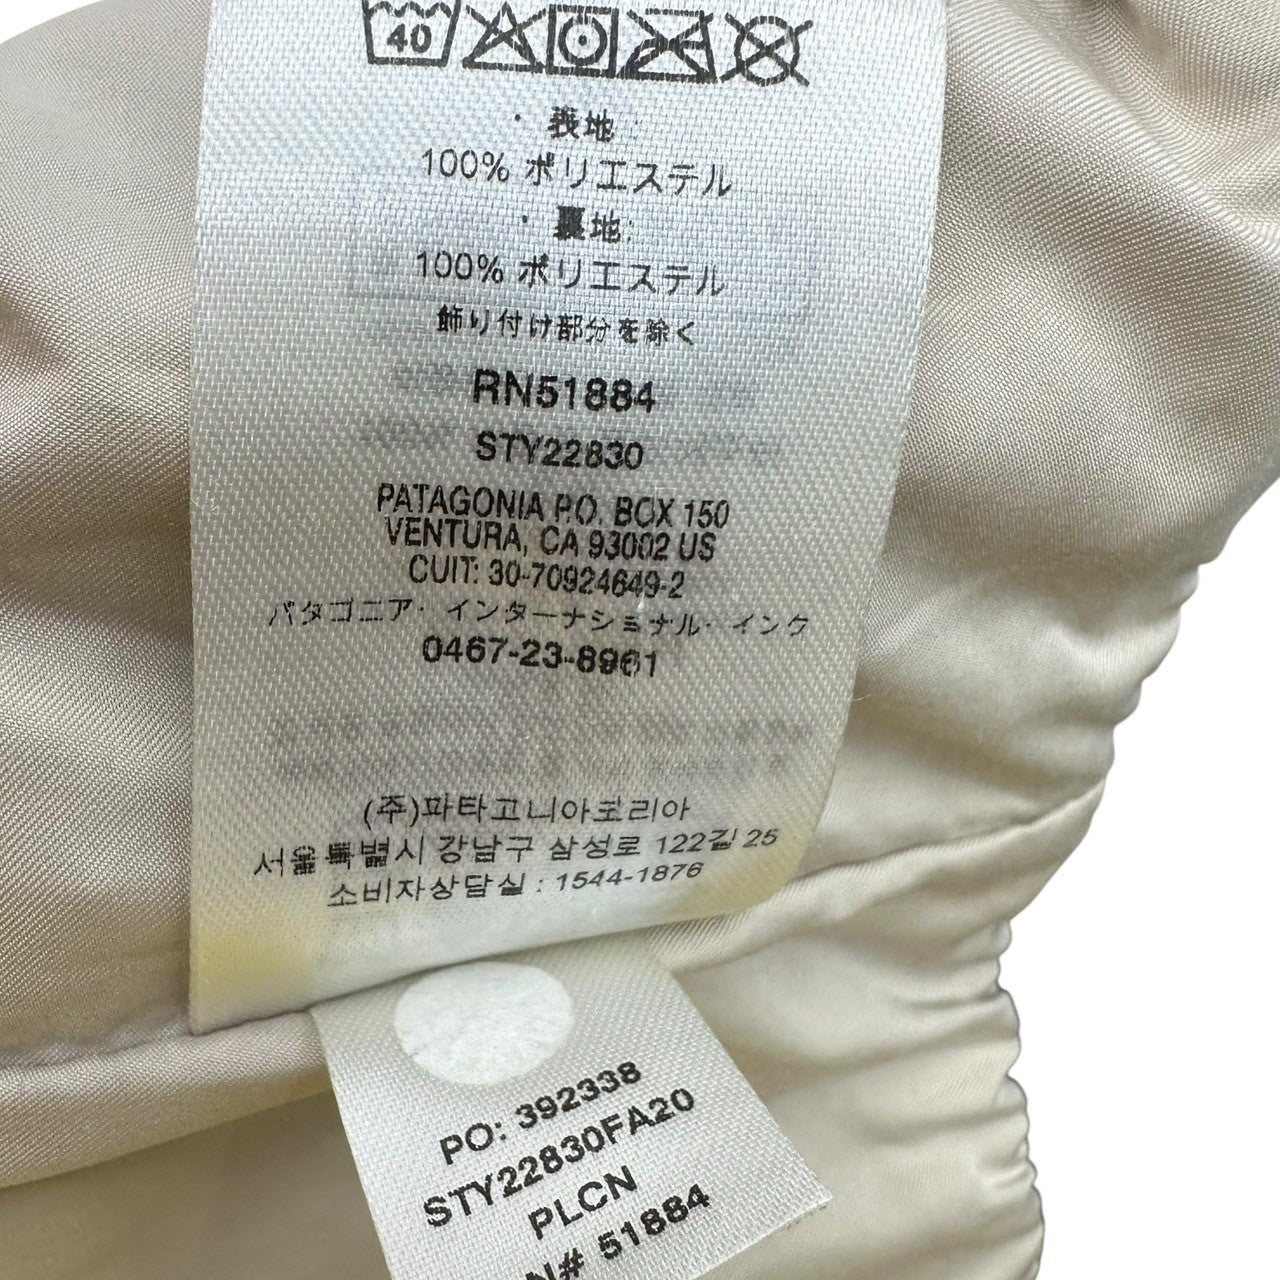 40
・表地:
100% ポリエステル
・裏地:
100% ポリエステル
飾り付け部分を除く
RN51884
STY22830
PATAGONIA P.O. BOX 150
VENTURA, CA 93002 US
CUIT: 30-70924649-2
パタゴニア・インターナショナル・インク
0467-23-8961
(주)파타고니아코리아
서울특별시 강남구 삼성로 122길 25
소비자상담실 : 1544-1876
PO: 392338
STY22830FA20
PLCN
N# 51884